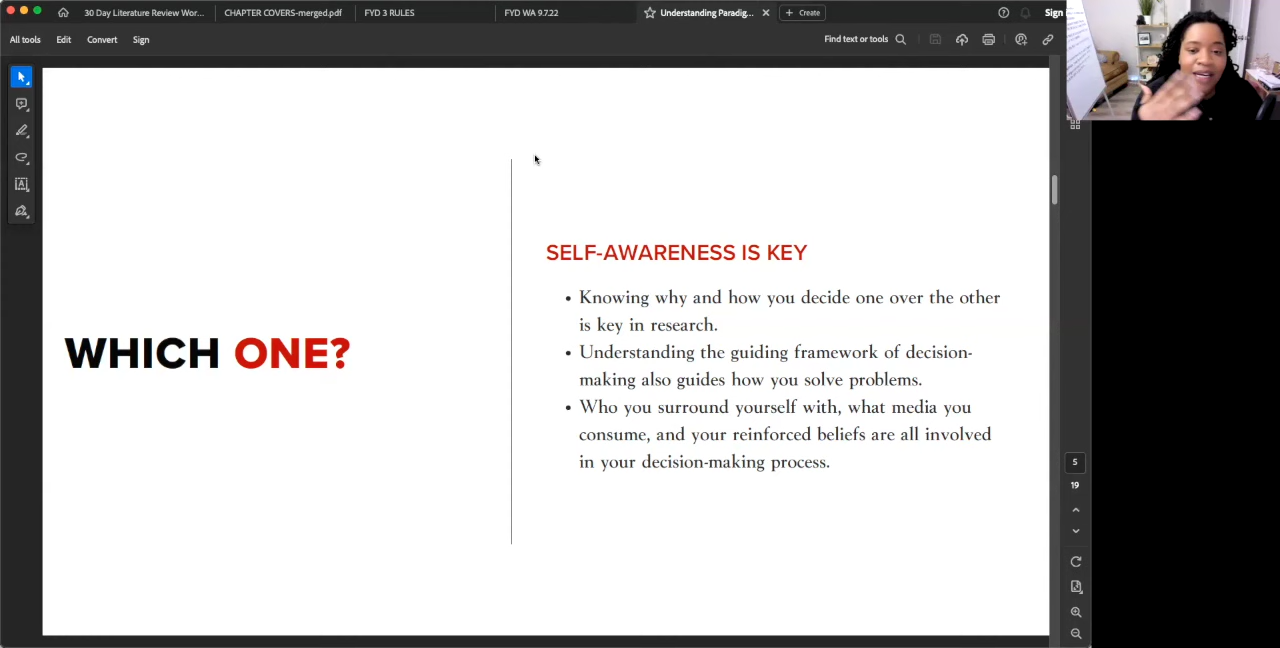 30 Day Literature Review Wor...
CHAPTER COVERS-merged.pdf
FYD 3 RULES
FYD WA 9.7.22
Understanding Paradig...
Create
Sign
All tools
Edit
Convert
Sign
Find text or tools
WHICH ONE?
SELF-AWARENESS IS KEY
• Knowing why and how you decide one over the other
is key in research.
• Understanding the guiding framework of decision-
making also guides how you solve problems.
• Who you surround yourself with, what media you
consume, and your reinforced beliefs are all involved
in your decision-making process.
5
19